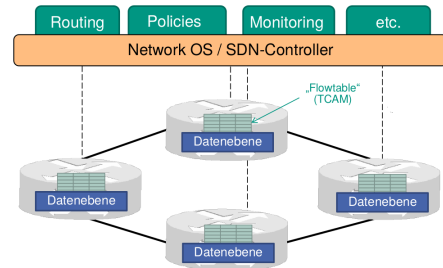 Routing
Policies
Monitoring
etc.
Network OS / SDN-Controller
„Flowtable“
(TCAM)
Datenebene
Datenebene
Datenebene
Datenebene